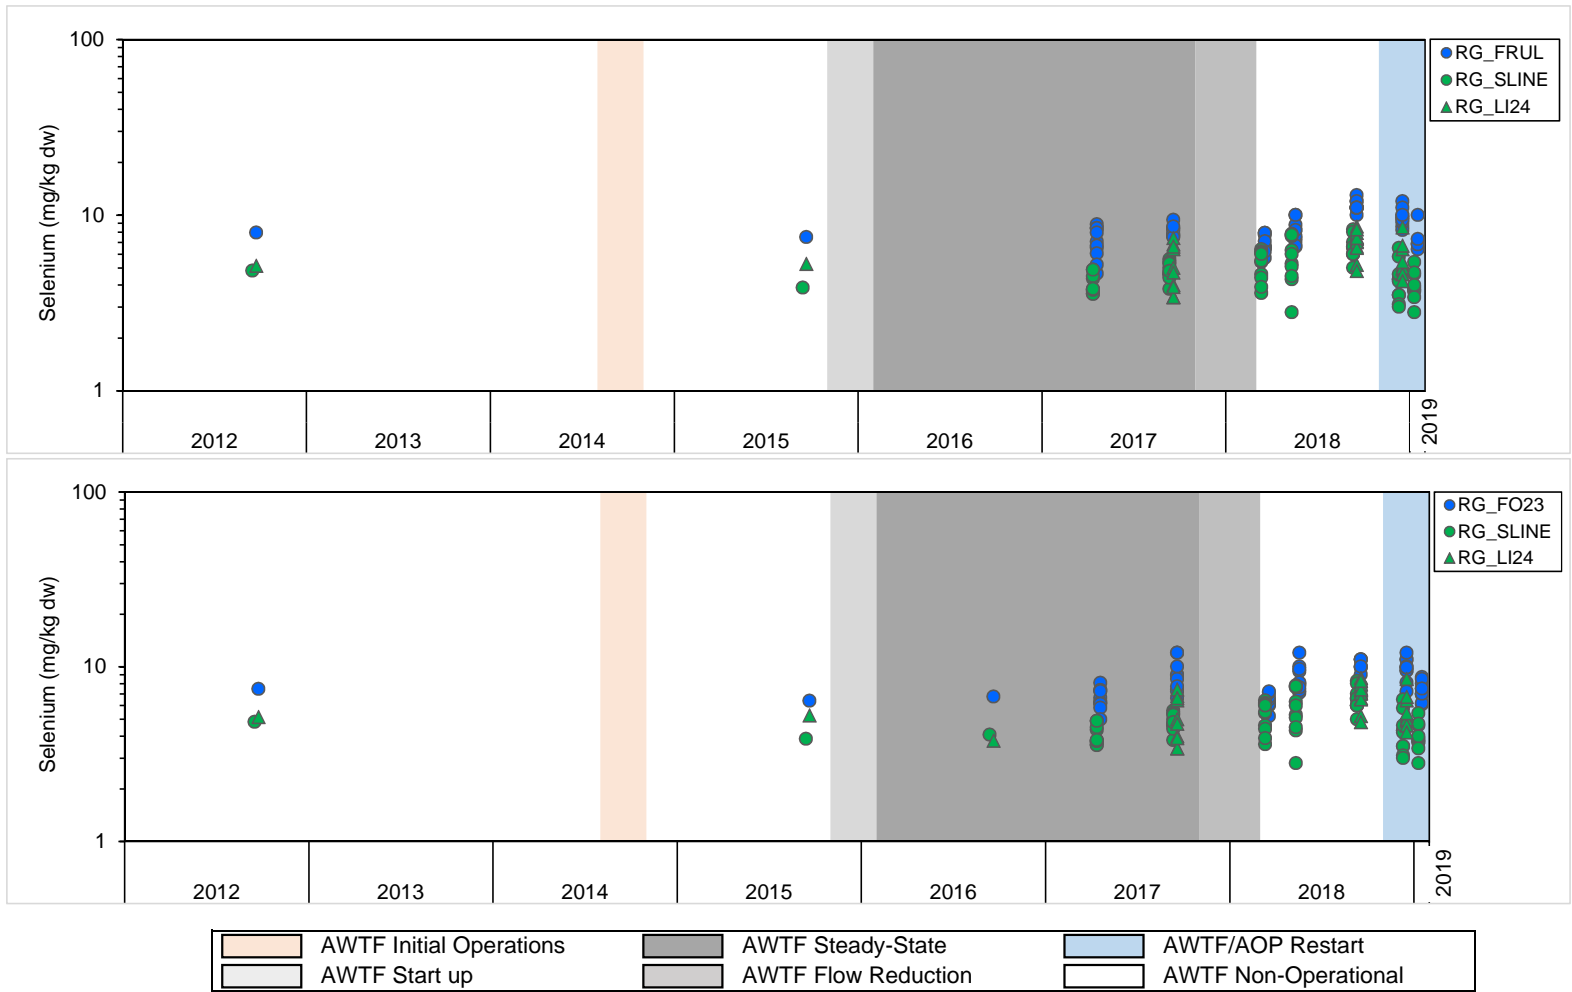 100
10
1
Selenium (mg/kg dw)
RG_FRUL
RG_SLINE
RG_LI24
2012
2013
2014
2015
2016
2017
2018
2019
100
10
1
Selenium (mg/kg dw)
RG_FO23
RG_SLINE
RG_LI24
2012
2013
2014
2015
2016
2017
2018
2019
AWTF Initial Operations
AWTF Steady-State
AWTF/AOP Restart
AWTF Start up
AWTF Flow Reduction
AWTF Non-Operational